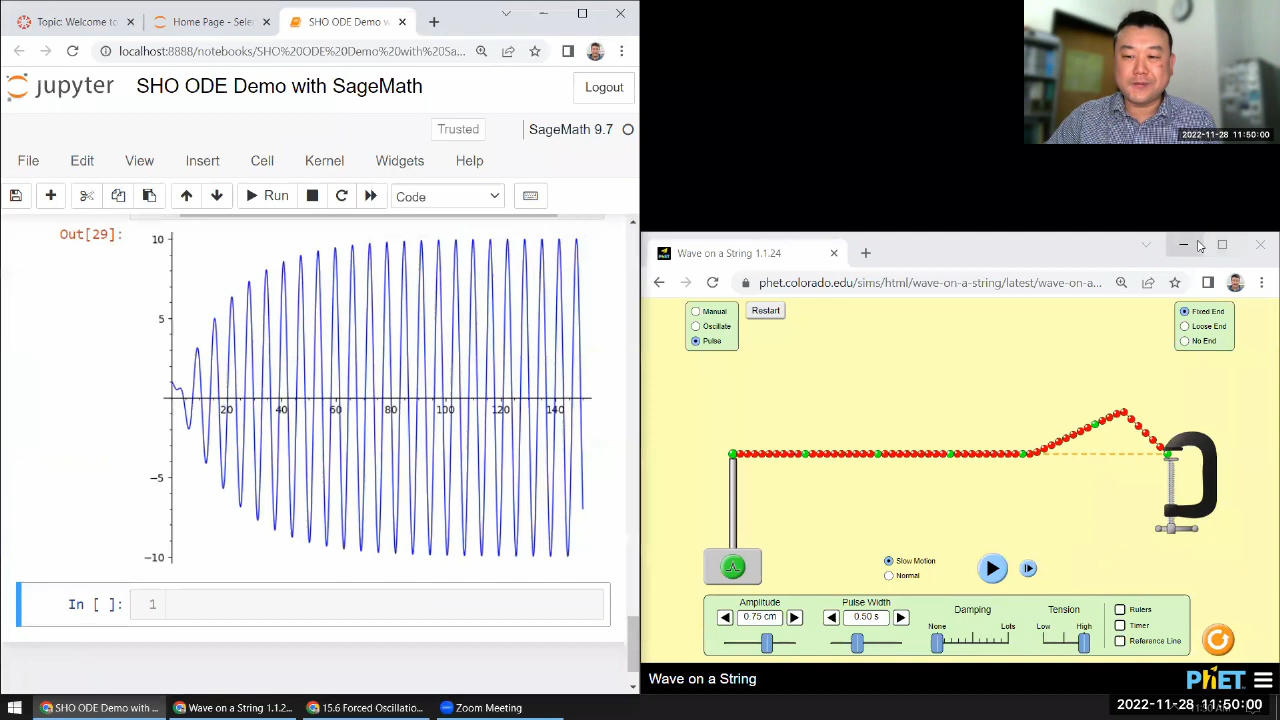 Topic: Welcome to
Home Page - Sele
SHO ODE Demo w
localhost:8888/notebooks/SHO%20ODE%20Demo%20with%20Sa...
jupyter
SHO ODE Demo with SageMath
Logout
Trusted
SageMath 9.7
File Edit View Insert Cell Kernel Widgets Help
Run
Code
Out[29]:
10
5
20 40 60 80 100 120 140
−5
−10
In [ ]: 1
2022-11-28 11:50:00
Wave on a String 1.1.24
phet.colorado.edu/sims/html/wave-on-a-string/latest/wave-on-a...
Manual
Oscillate
Pulse
Restart
Fixed End
Loose End
No End
Slow Motion
Normal
Amplitude
0.75 cm
Pulse Width
0.50 s
Damping
None Lots
Tension
Low High
Rulers
Timer
Reference Line
Wave on a String
PhET
SHO ODE Demo with ...
Wave on a String 1.1.2...
15.6 Forced Oscillatio...
Zoom Meeting
2022-11-28 11:50:00